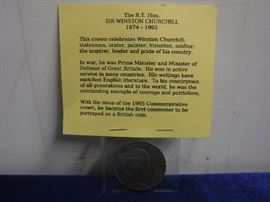 The R.T. Hon.
SIR WINSTON CHURCHILL
1874 - 1965
This crown celebrates Winston Churchill:
statesman, orator, painter, historian, soldier;
the inspirer, leader and pride of his country.
In war, he was Prime Minister and Minister of
Defense of Great Britain. He was in active
service in many countries. His writings have
enriched English literature. To his countrymen
of all generations and to the world, he was the
outstanding example of courage and patriotism.
With the issue of the 1965 Commemorative
crown, he became the first commoner to be
portrayed on a British coin.